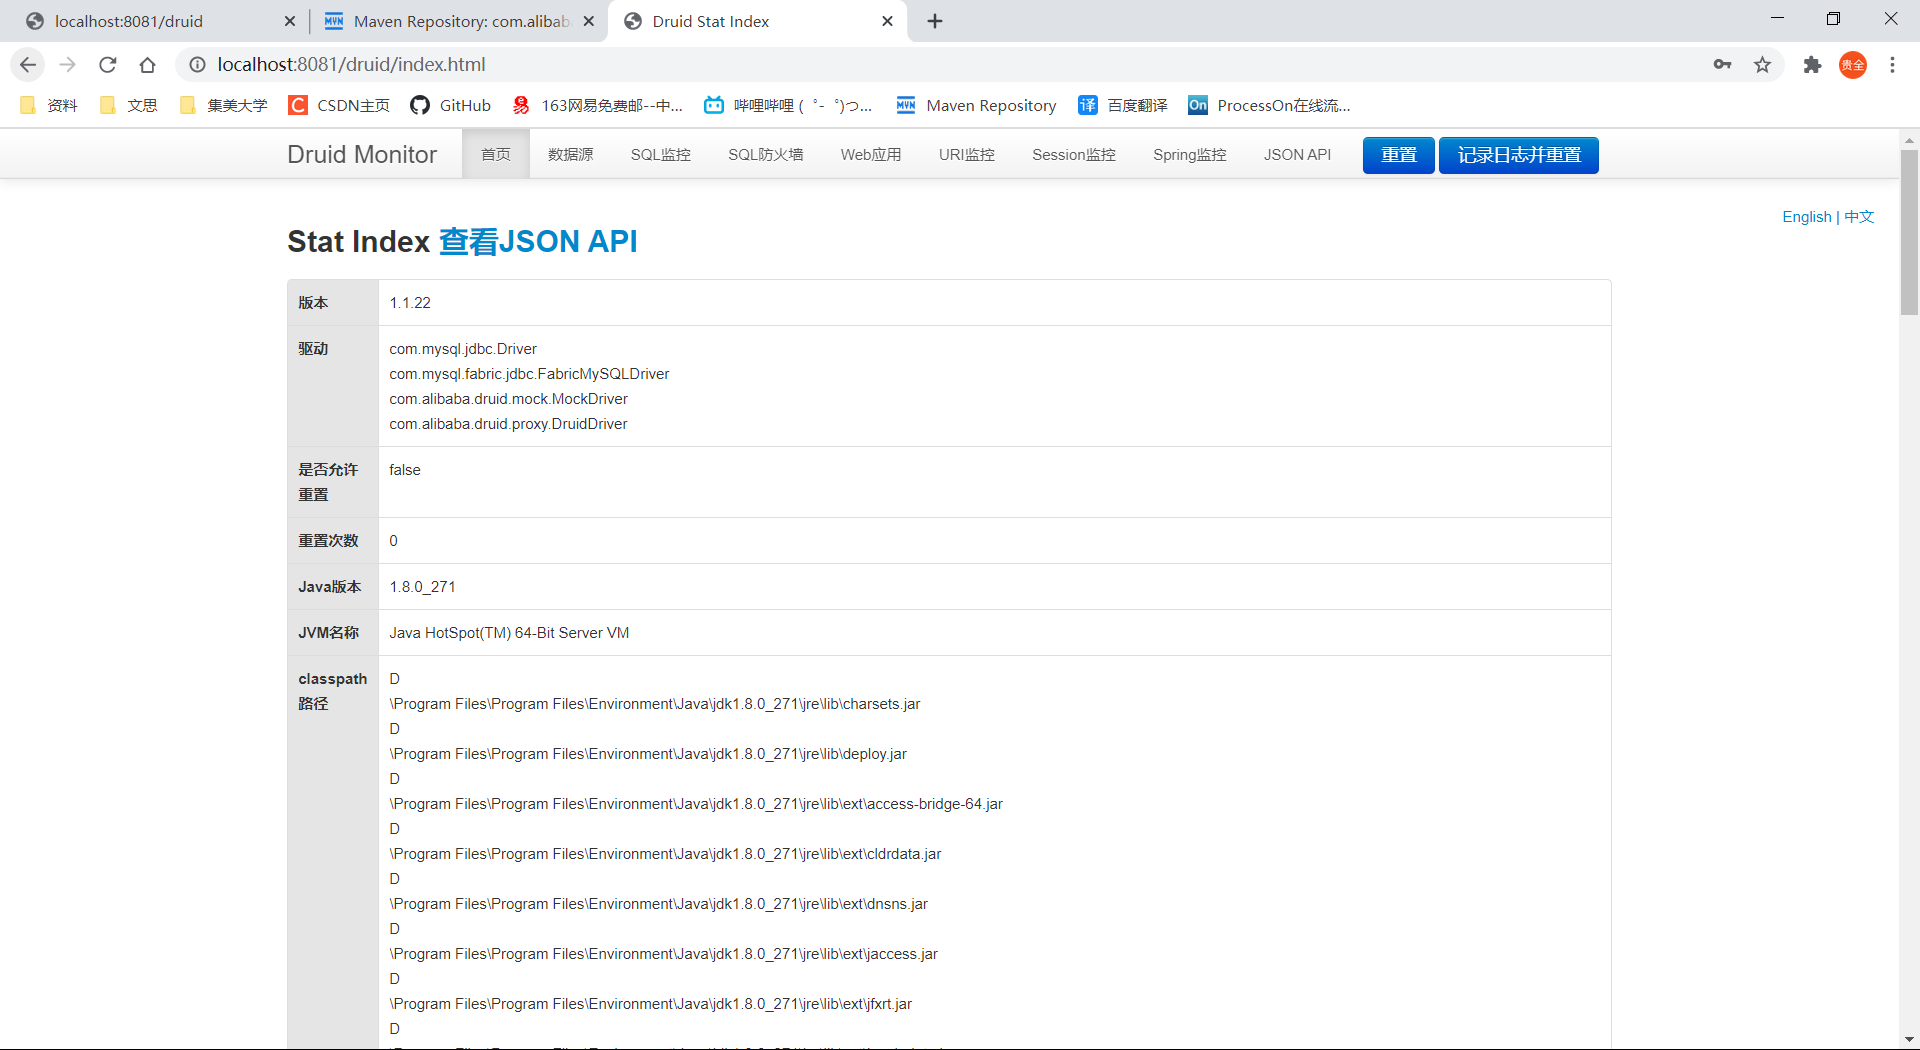 localhost:8081/druid
Maven Repository: com.alibab
Druid Stat Index
localhost:8081/druid/index.html
贵全
资料
文思
集美大学
CSDN主页
GitHub
163网易免费邮--中...
哔哩哔哩 ( ゜- ゜)つ...
Maven Repository
译 百度翻译
On ProcessOn在线流...
Druid Monitor
首页
数据源
SQL监控
SQL防火墙
Web应用
URI监控
Session监控
Spring监控
JSON API
重置
记录日志并重置
English | 中文
Stat Index 查看JSON API
版本 1.1.22
驱动 com.mysql.jdbc.Driver
com.mysql.fabric.jdbc.FabricMySQLDriver
com.alibaba.druid.mock.MockDriver
com.alibaba.druid.proxy.DruidDriver
是否允许 false
重置
重置次数 0
Java版本 1.8.0_271
JVM名称 Java HotSpot(TM) 64-Bit Server VM
classpath D
路径 \Program Files\Program Files\Environment\Java\jdk1.8.0_271\jre\lib\charsets.jar
D
\Program Files\Program Files\Environment\Java\jdk1.8.0_271\jre\lib\deploy.jar
D
\Program Files\Program Files\Environment\Java\jdk1.8.0_271\jre\lib\ext\access-bridge-64.jar
D
\Program Files\Program Files\Environment\Java\jdk1.8.0_271\jre\lib\ext\cldrdata.jar
D
\Program Files\Program Files\Environment\Java\jdk1.8.0_271\jre\lib\ext\dnsns.jar
D
\Program Files\Program Files\Environment\Java\jdk1.8.0_271\jre\lib\ext\jaccess.jar
D
\Program Files\Program Files\Environment\Java\jdk1.8.0_271\jre\lib\ext\jfxrt.jar
D